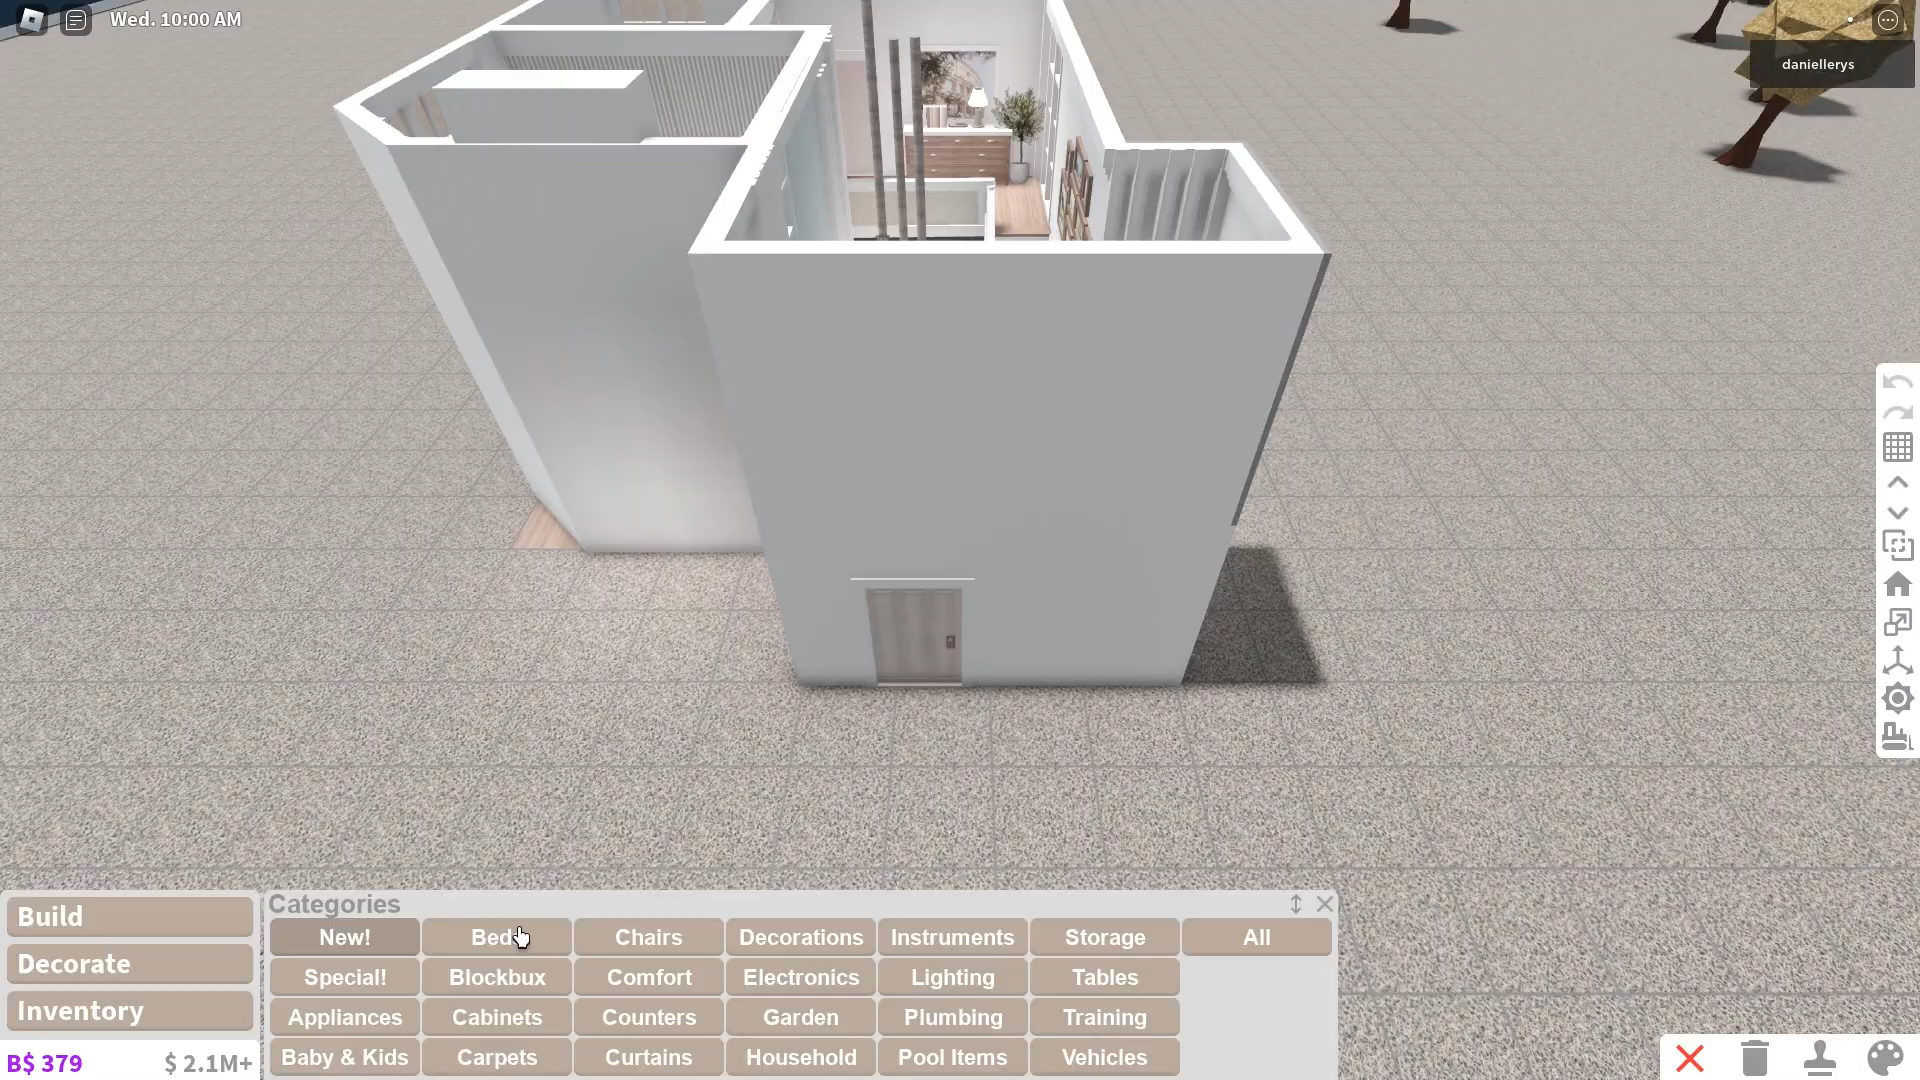 Wed. 10:00 AM
daniellerys
Build
Decorate
Inventory
B$ 379
$ 2.1M+
Categories
New!
Beds
Chairs
Decorations
Instruments
Storage
All
Special!
Blockbux
Comfort
Electronics
Lighting
Tables
Appliances
Cabinets
Counters
Garden
Plumbing
Training
Baby & Kids
Carpets
Curtains
Household
Pool Items
Vehicles